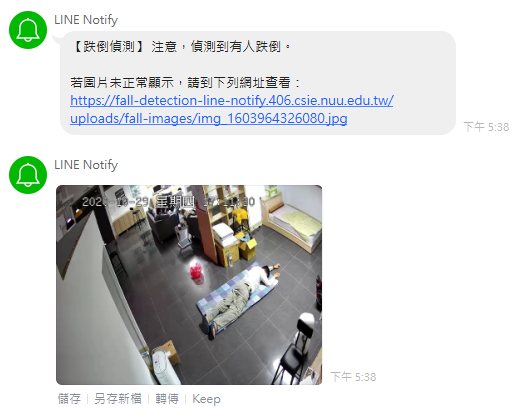 LINE Notify
【跌倒偵測】 注意，偵測到有人跌倒。
若圖片未正常顯示，請到下列網址查看：
https://fall-detection-line-notify.406.csie.nuu.edu.tw/
uploads/fall-images/img_1603964326080.jpg
下午 5:38
LINE Notify
2020-10-29 星期四
下午 5:38
儲存 | 另存新檔 | 轉傳 | Keep